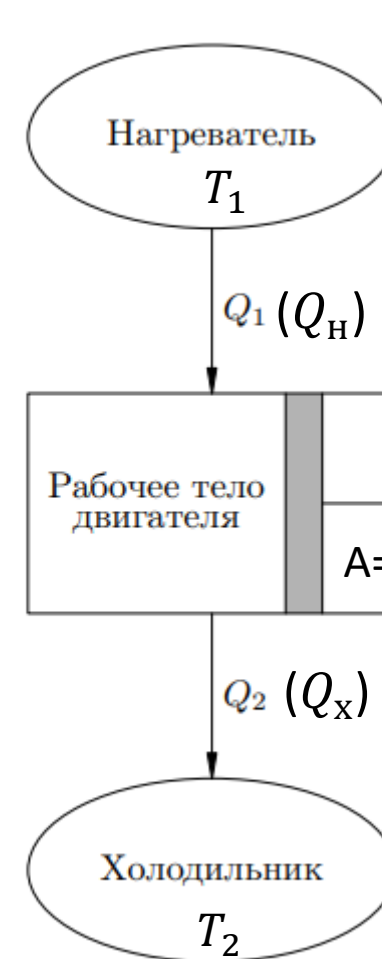 Нагреватель
T₁
Q₁ (Qн)
Рабочее тело
двигателя
A=
Q₂ (Qх)
Холодильник
T₂